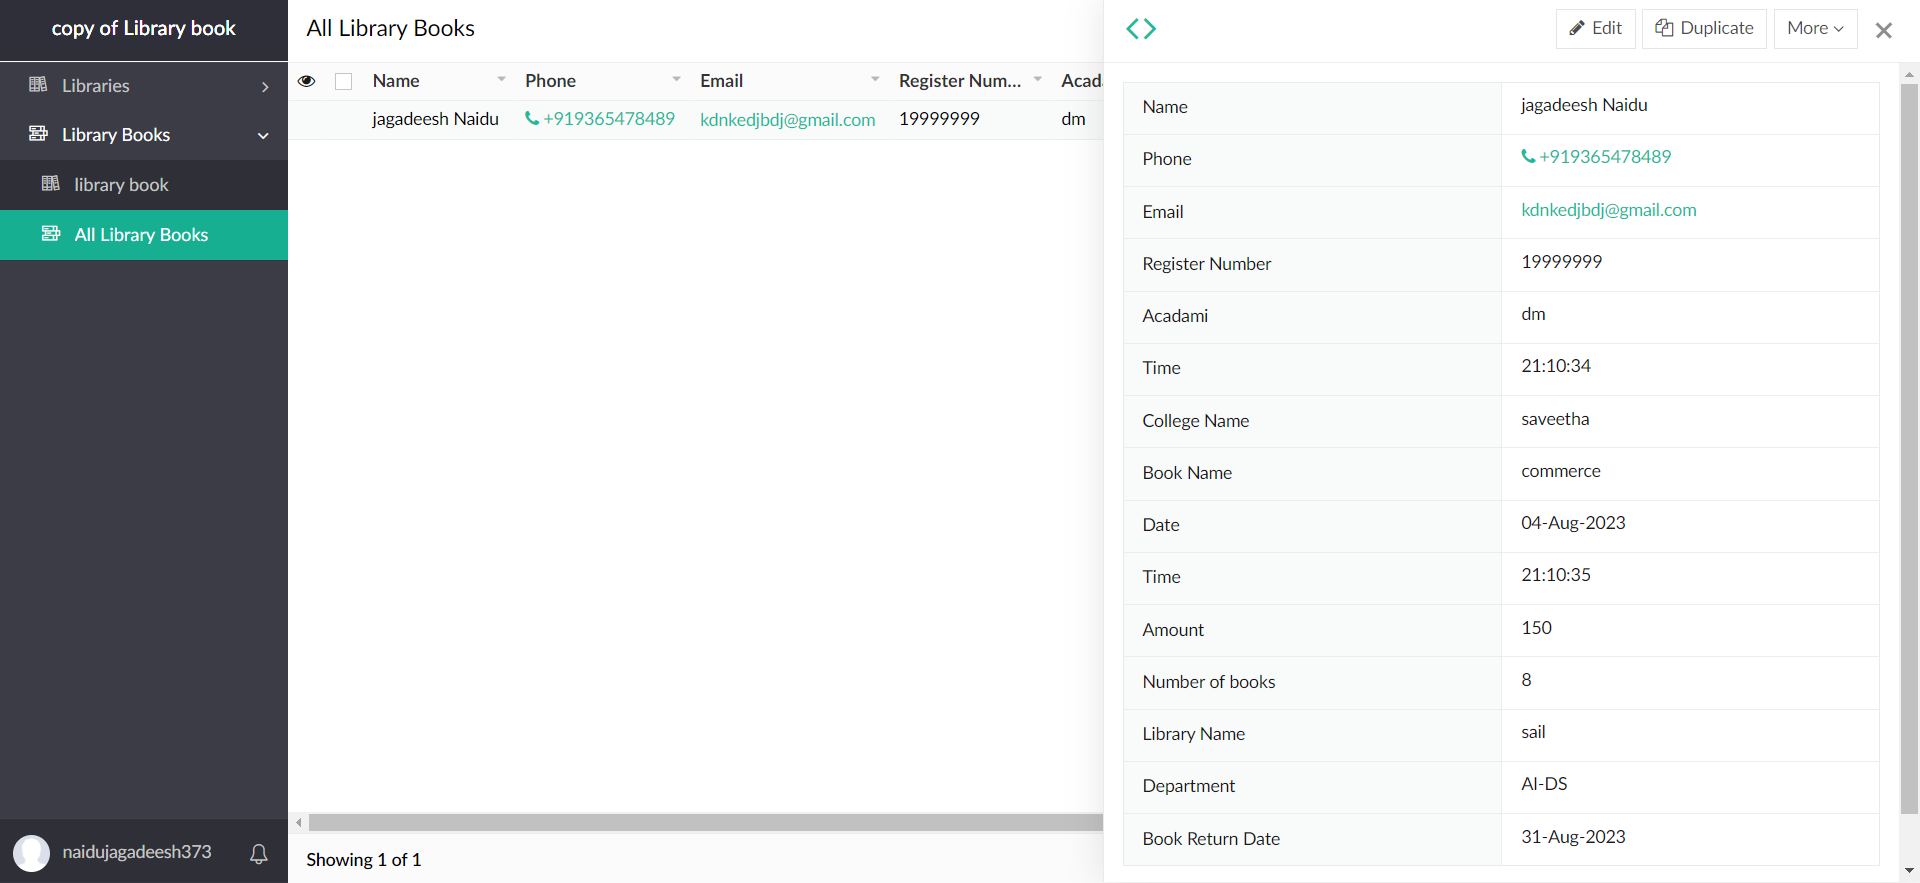 copy of Library book
Libraries
Library Books
library book
All Library Books
naidujagadeesh373
All Library Books
Name Phone Email Register Num... Acad
jagadeesh Naidu +919365478489 kdnkedjbdj@gmail.com 19999999 dm
Showing 1 of 1
Edit Duplicate More
Name jagadeesh Naidu
Phone +919365478489
Email kdnkedjbdj@gmail.com
Register Number 19999999
Acadami dm
Time 21:10:34
College Name saveetha
Book Name commerce
Date 04-Aug-2023
Time 21:10:35
Amount 150
Number of books 8
Library Name sail
Department AI-DS
Book Return Date 31-Aug-2023